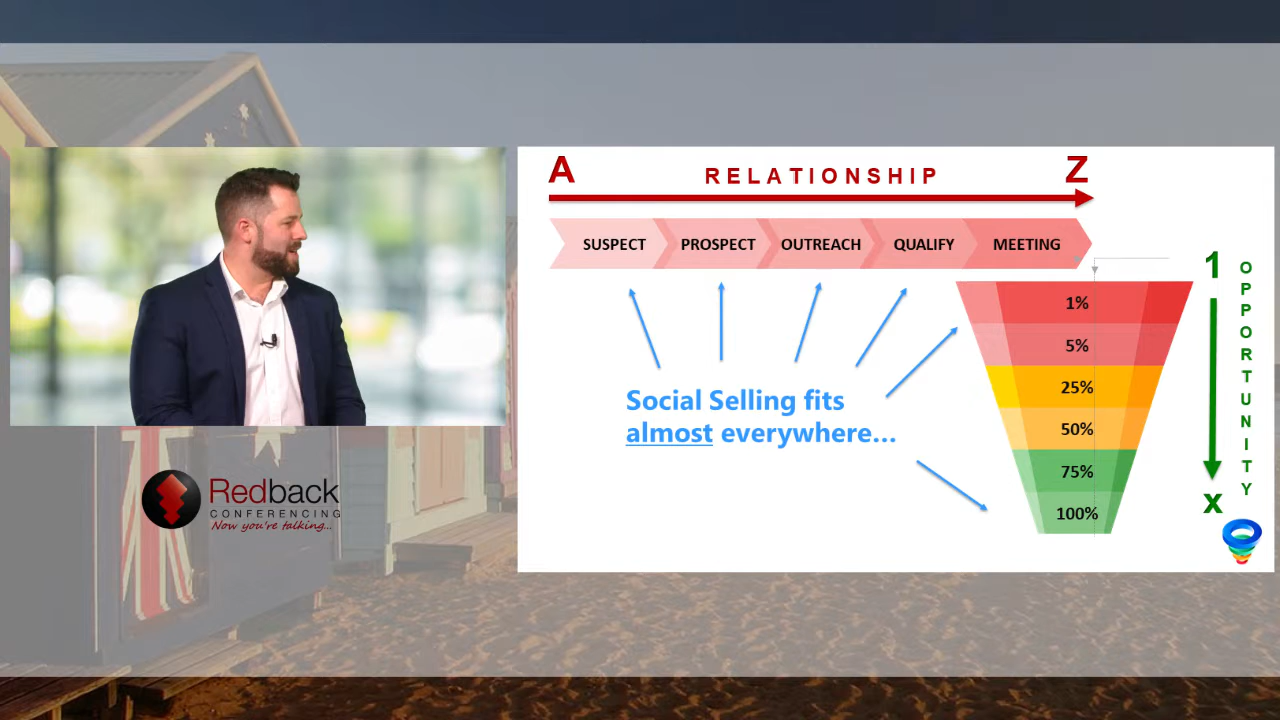 A
RELATIONSHIP
Z
SUSPECT
PROSPECT
OUTREACH
QUALIFY
MEETING
1
OPPORTUNITY
X
1%
5%
25%
50%
75%
100%
Social Selling fits
almost everywhere...
Redback
CONFERENCING
Now you're talking...